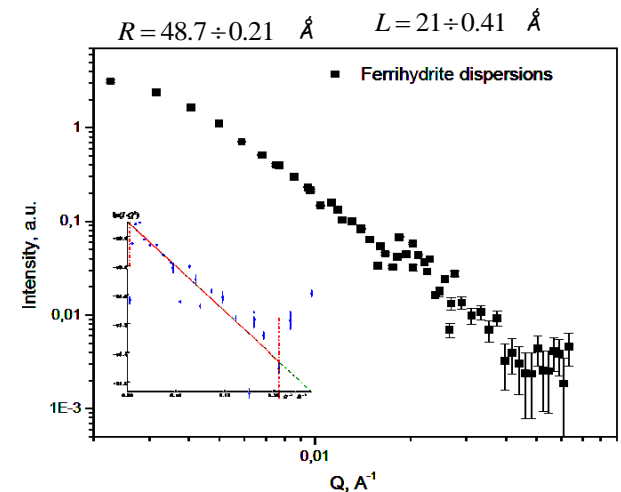 R = 48.7 ÷ 0.21 Å
L = 21 ÷ 0.41 Å
Ferrihydrite dispersions
1
0,1
0,01
1E-3
Intensity, a.u.
0,01
Q, A⁻¹